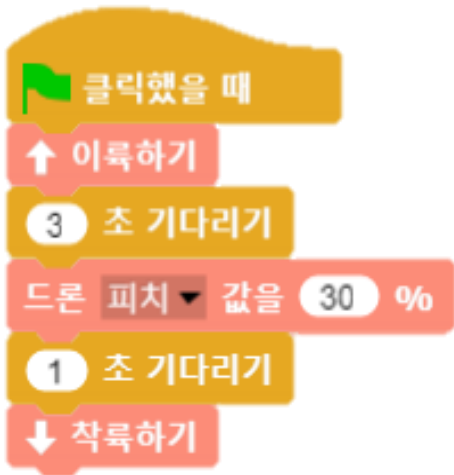 클릭했을 때
이륙하기
3 초 기다리기
드론 피치 값을 30 %
1 초 기다리기
착륙하기